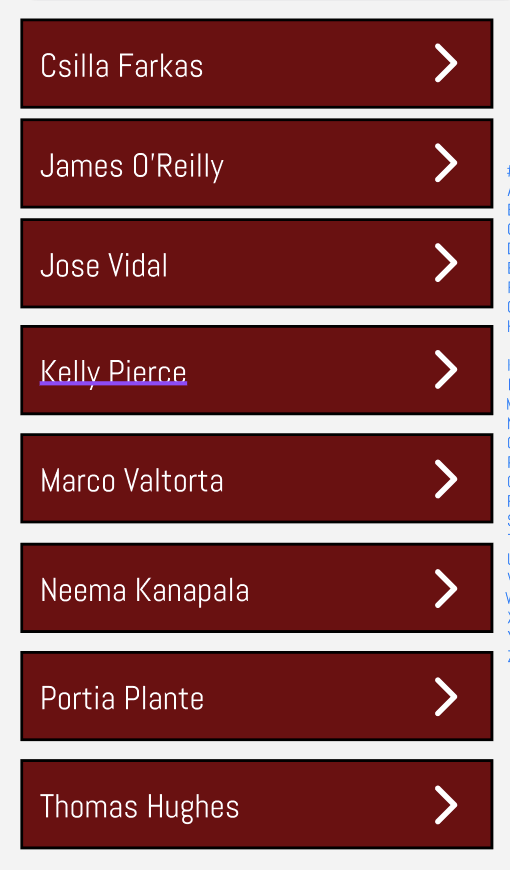 Csilla Farkas
James O'Reilly
Jose Vidal
Kelly Pierce
Marco Valtorta
Neema Kanapala
Portia Plante
Thomas Hughes